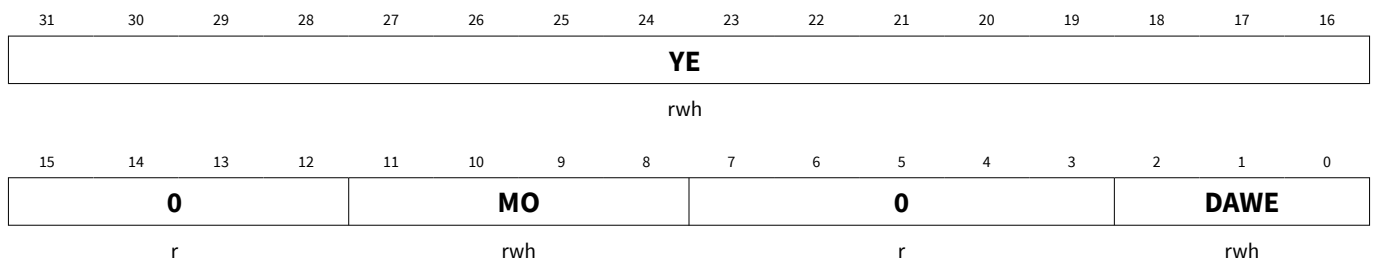 31 30 29 28 27 26 25 24 23 22 21 20 19 18 17 16
YE
rwh
15 14 13 12 11 10 9 8 7 6 5 4 3 2 1 0
0 MO 0 DAWE
r rwh r rwh